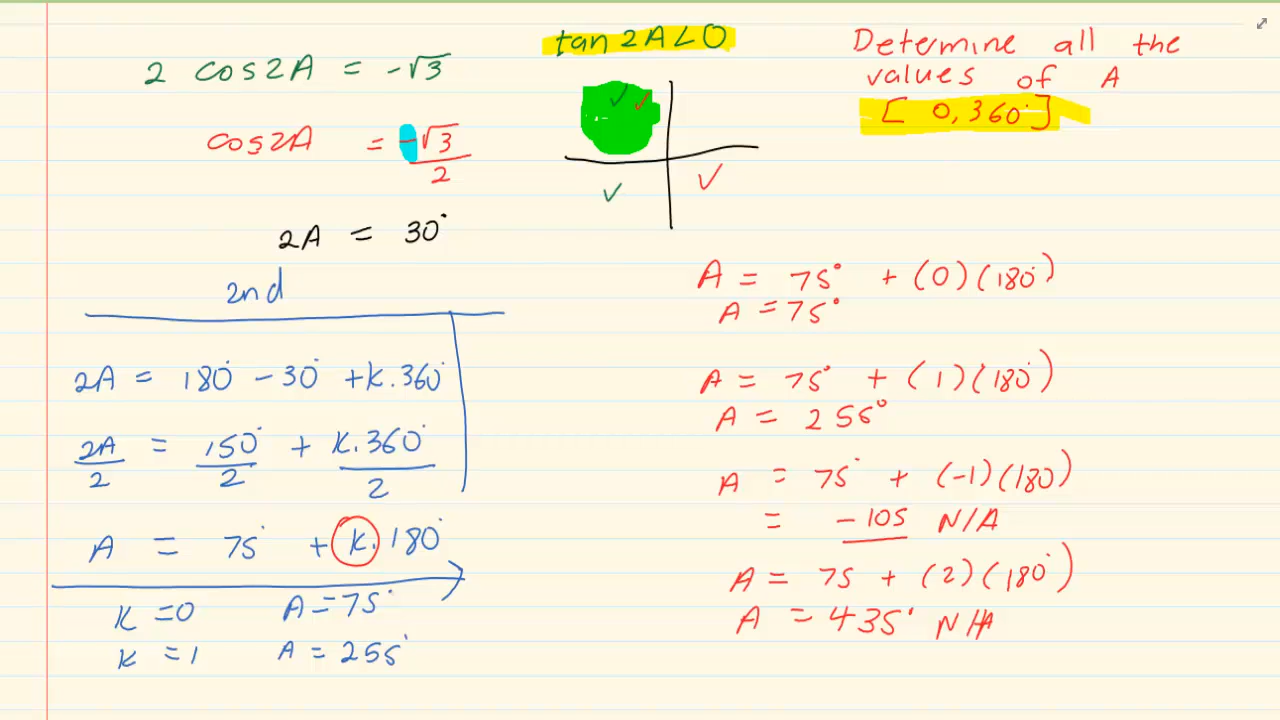 2 cos2A = -√3
cos2A = -√3/2
2A = 30°
2nd
2A = 180° - 30° + K.360°
2A/2 = 150°/2 + K.360°/2
A = 75° + K.180°
K = 0 A = 75°
K = 1 A = 255°
tan 2A < 0
Determine all the
values of A
[ 0, 360° ]
A = 75° + (0)(180°)
A = 75°
A = 75° + (1)(180°)
A = 255°
A = 75° + (-1)(180)
= -105 N/A
A = 75 + (2)(180°)
A = 435° N/A